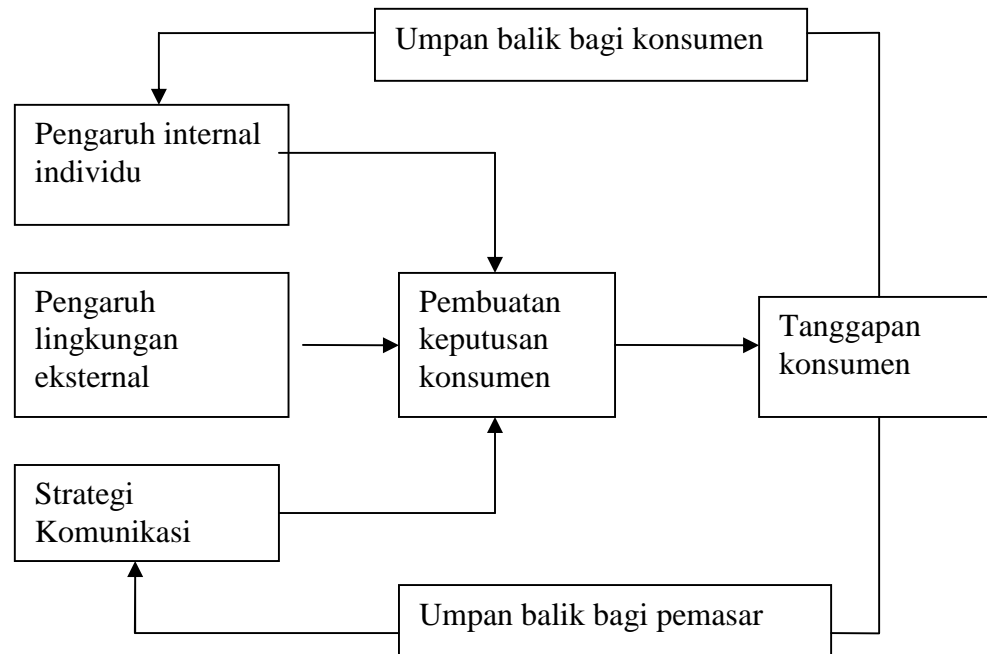 Umpan balik bagi konsumen
Pengaruh internal
individu
Pengaruh
lingkungan
eksternal
Pembuatan
keputusan
konsumen
Tanggapan
konsumen
Strategi
Komunikasi
Umpan balik bagi pemasar